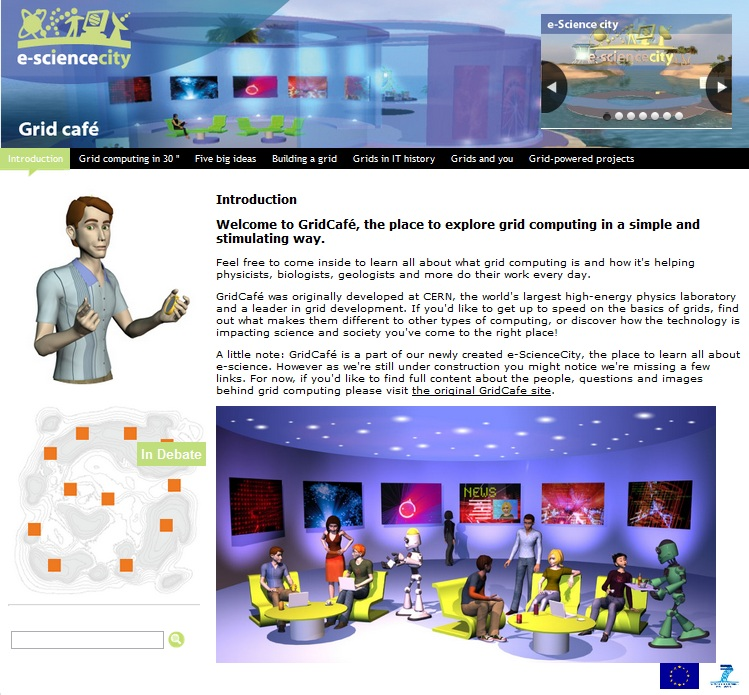 e-sciencecity
e-Science city
e-sciencecity
Grid café
Introduction
Grid computing in 30 "
Five big ideas
Building a grid
Grids in IT history
Grids and you
Grid-powered projects
Introduction
Welcome to GridCafé, the place to explore grid computing in a simple and
stimulating way.
Feel free to come inside to learn all about what grid computing is and how it's helping
physicists, biologists, geologists and more do their work every day.
GridCafé was originally developed at CERN, the world's largest high-energy physics laboratory
and a leader in grid development. If you'd like to get up to speed on the basics of grids, find
out what makes them different to other types of computing, or discover how the technology is
impacting science and society you've come to the right place!
A little note: GridCafé is a part of our newly created e-ScienceCity, the place to learn all about
e-science. However as we're still under construction you might notice we're missing a few
links. For now, if you'd like to find full content about the people, questions and images
behind grid computing please visit the original GridCafe site.
In Debate
NEWS